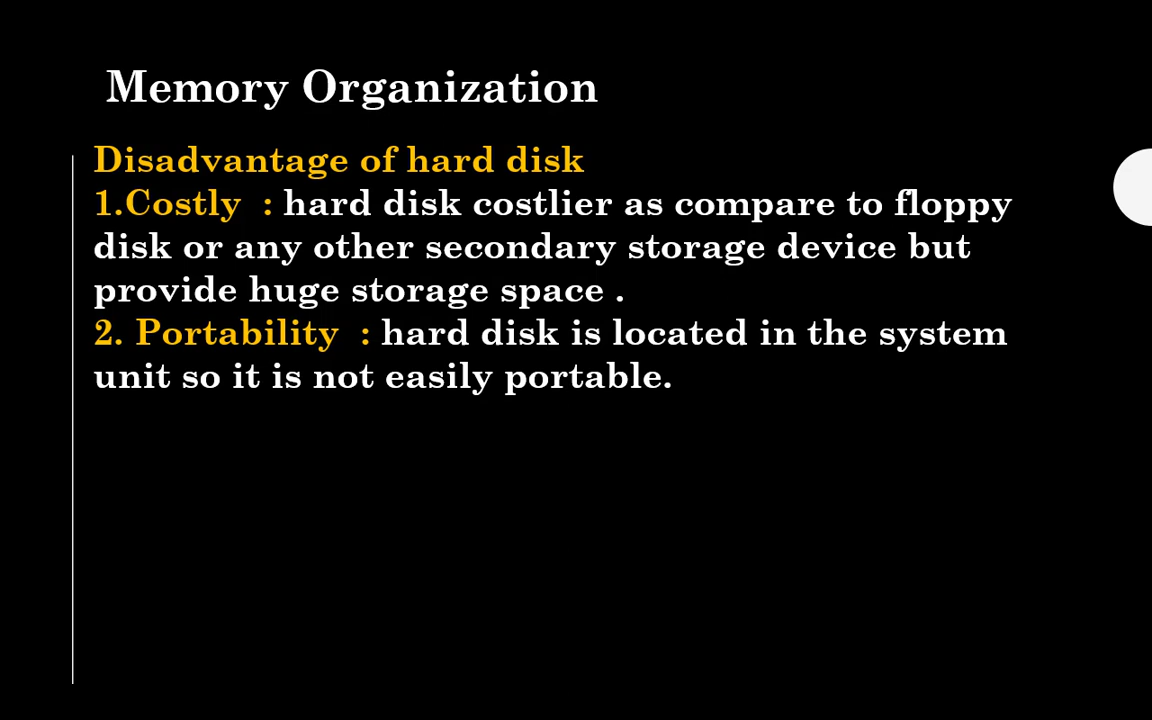 Memory Organization
Disadvantage of hard disk
1.Costly : hard disk costlier as compare to floppy
disk or any other secondary storage device but
provide huge storage space .
2. Portability : hard disk is located in the system
unit so it is not easily portable.